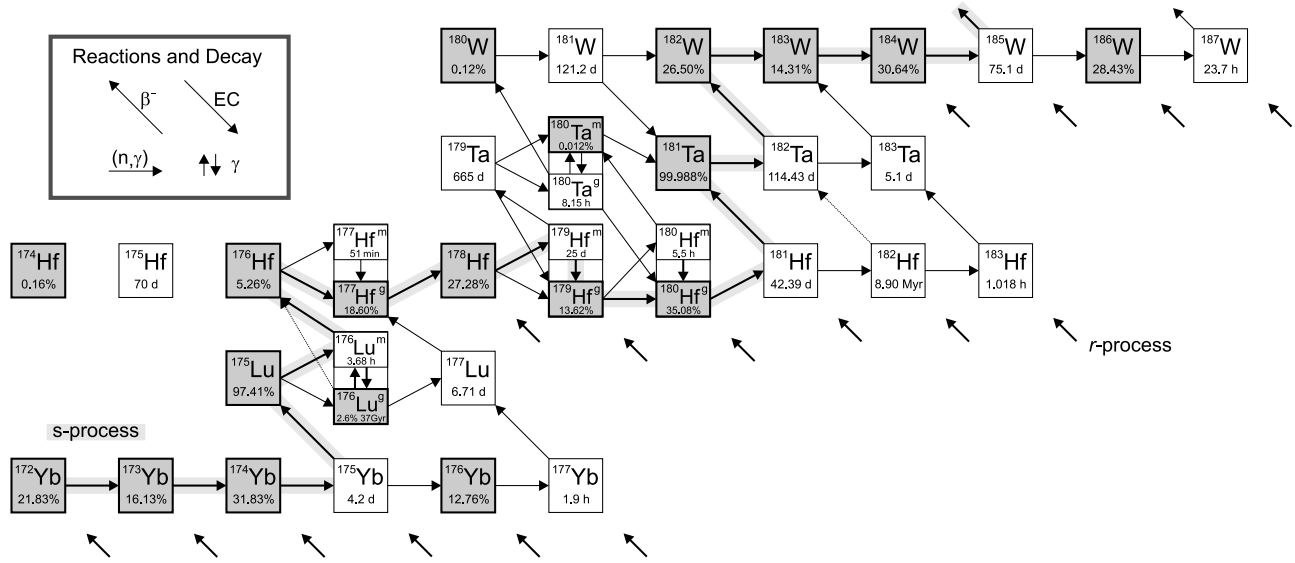 Reactions and Decay
β⁻
EC
(n,γ)
γ
¹⁸⁰W
0.12%
¹⁸¹W
121.2 d
¹⁸²W
26.50%
¹⁸³W
14.31%
¹⁸⁴W
30.64%
¹⁸⁵W
75.1 d
¹⁸⁶W
28.43%
¹⁸⁷W
23.7 h
¹⁷⁹Ta
665 d
¹⁸⁰Taᵐ
0.012%
¹⁸⁰Taᵍ
8.15 h
¹⁸¹Ta
99.988%
¹⁸²Ta
114.43 d
¹⁸³Ta
5.1 d
¹⁷⁴Hf
0.16%
¹⁷⁵Hf
70 d
¹⁷⁶Hf
5.26%
¹⁷⁷Hfᵐ
51 min
¹⁷⁷Hfᵍ
18.60%
¹⁷⁸Hf
27.28%
¹⁷⁹Hfᵐ
25 d
¹⁷⁹Hfᵍ
13.62%
¹⁸⁰Hfᵐ
5.5 h
¹⁸⁰Hfᵍ
35.08%
¹⁸¹Hf
42.39 d
¹⁸²Hf
8.90 Myr
¹⁸³Hf
1.018 h
r-process
¹⁷⁵Lu
97.41%
¹⁷⁶Luᵐ
3.68 h
¹⁷⁶Luᵍ
2.6% 37Gyr
¹⁷⁷Lu
6.71 d
s-process
¹⁷²Yb
21.83%
¹⁷³Yb
16.13%
¹⁷⁴Yb
31.83%
¹⁷⁵Yb
4.2 d
¹⁷⁶Yb
12.76%
¹⁷⁷Yb
1.9 h